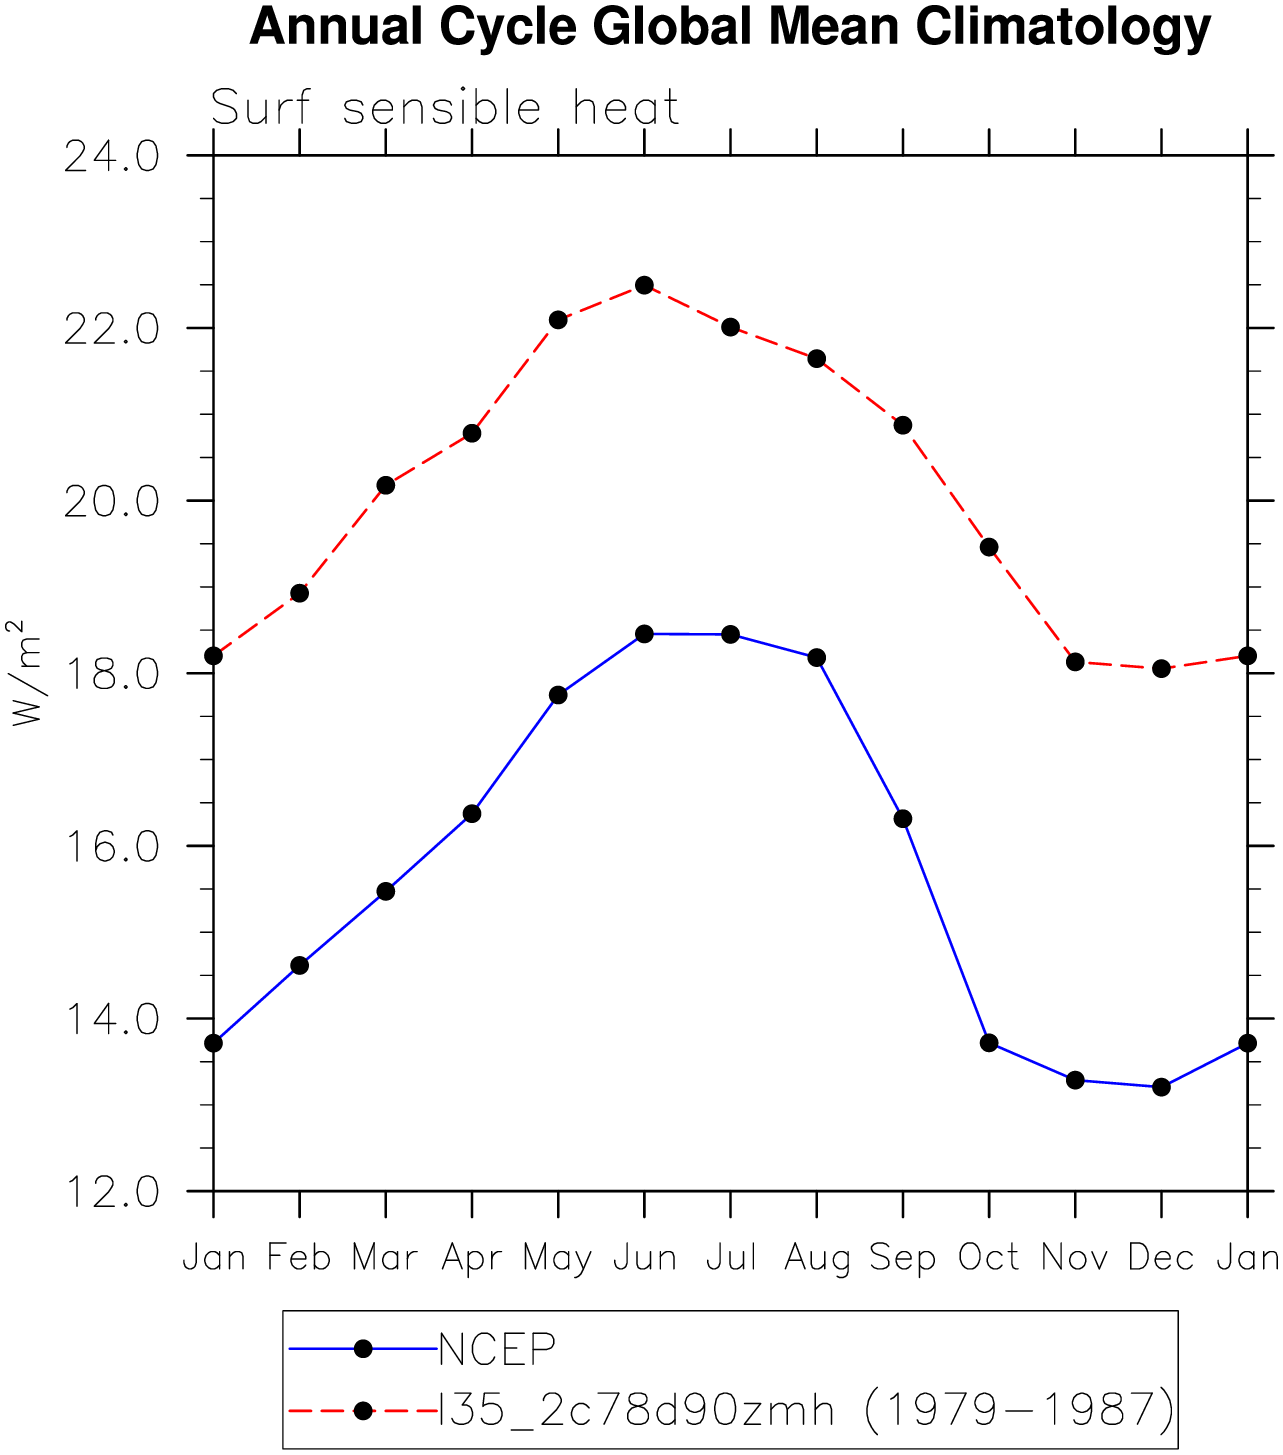 Annual Cycle Global Mean Climatology
Surf sensible heat
24.0
22.0
20.0
18.0
16.0
14.0
12.0
W/m²
Jan Feb Mar Apr May Jun Jul Aug Sep Oct Nov Dec Jan
NCEP
I35_2c78d90zmh (1979-1987)